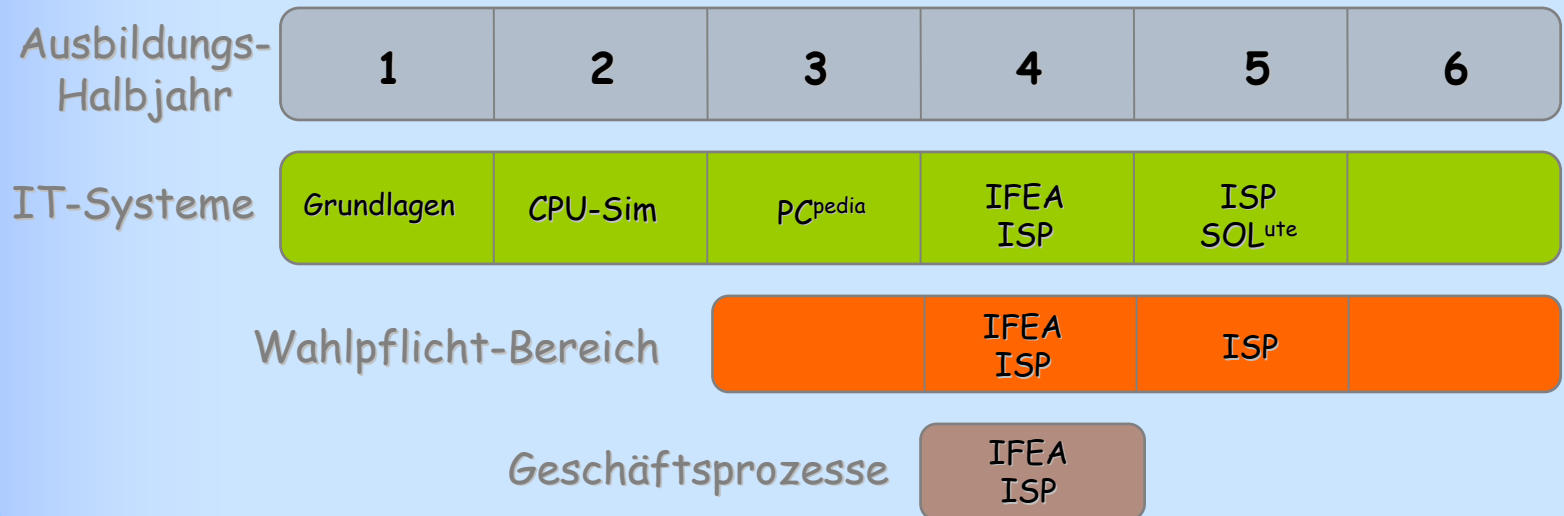 Ausbildungs-
Halbjahr
1 2 3 4 5 6
IT-Systeme
Grundlagen
CPU-Sim
PCpedia
IFEA
ISP
ISP
SOLute
Wahlpflicht-Bereich
IFEA
ISP
ISP
Geschäftsprozesse
IFEA
ISP